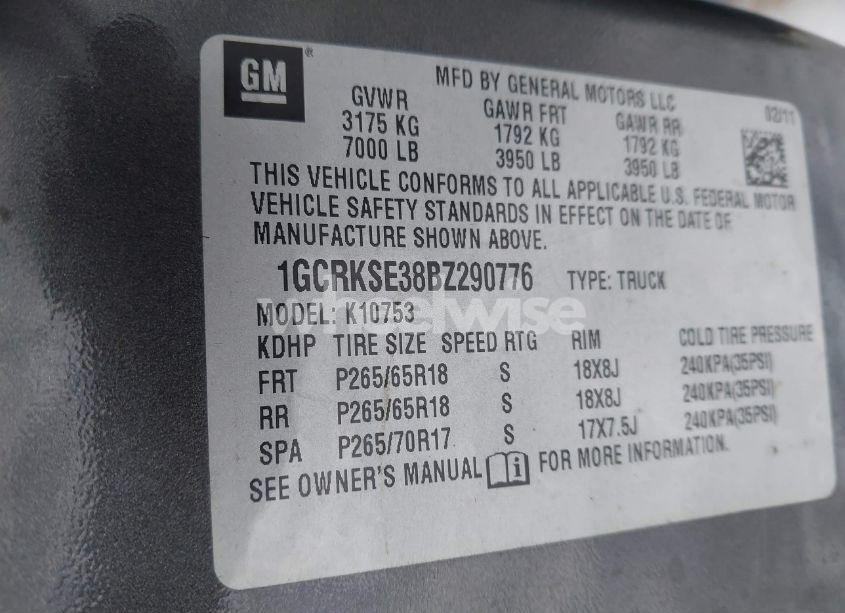 GM ®
MFD BY GENERAL MOTORS LLC
02/11
GVWR GAWR FRT GAWR RR
3175 KG 1792 KG 1792 KG
7000 LB 3950 LB 3950 LB
THIS VEHICLE CONFORMS TO ALL APPLICABLE U.S. FEDERAL MOTOR
VEHICLE SAFETY STANDARDS IN EFFECT ON THE DATE OF
MANUFACTURE SHOWN ABOVE.
1GCRKSE38BZ290776 TYPE: TRUCK
wheelwise
MODEL: K10753
KDHP TIRE SIZE SPEED RTG RIM COLD TIRE PRESSURE
FRT P265/65R18 S 18X8J 240KPA(35PSI)
RR P265/65R18 S 18X8J 240KPA(35PSI)
SPA P265/70R17 S 17X7.5J 240KPA(35PSI)
SEE OWNER'S MANUAL i FOR MORE INFORMATION.